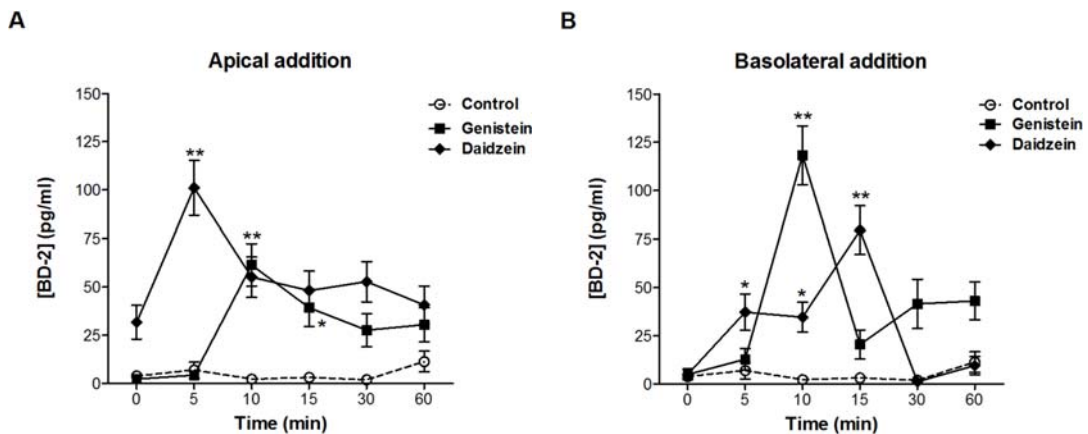 A
Apical addition
150
125
100
75
50
25
0
[BD-2] (pg/ml)
0 5 10 15 30 60
Time (min)
Control
Genistein
Daidzein
**
**
*
B
Basolateral addition
150
125
100
75
50
25
0
[BD-2] (pg/ml)
0 5 10 15 30 60
Time (min)
Control
Genistein
Daidzein
**
**
*
*